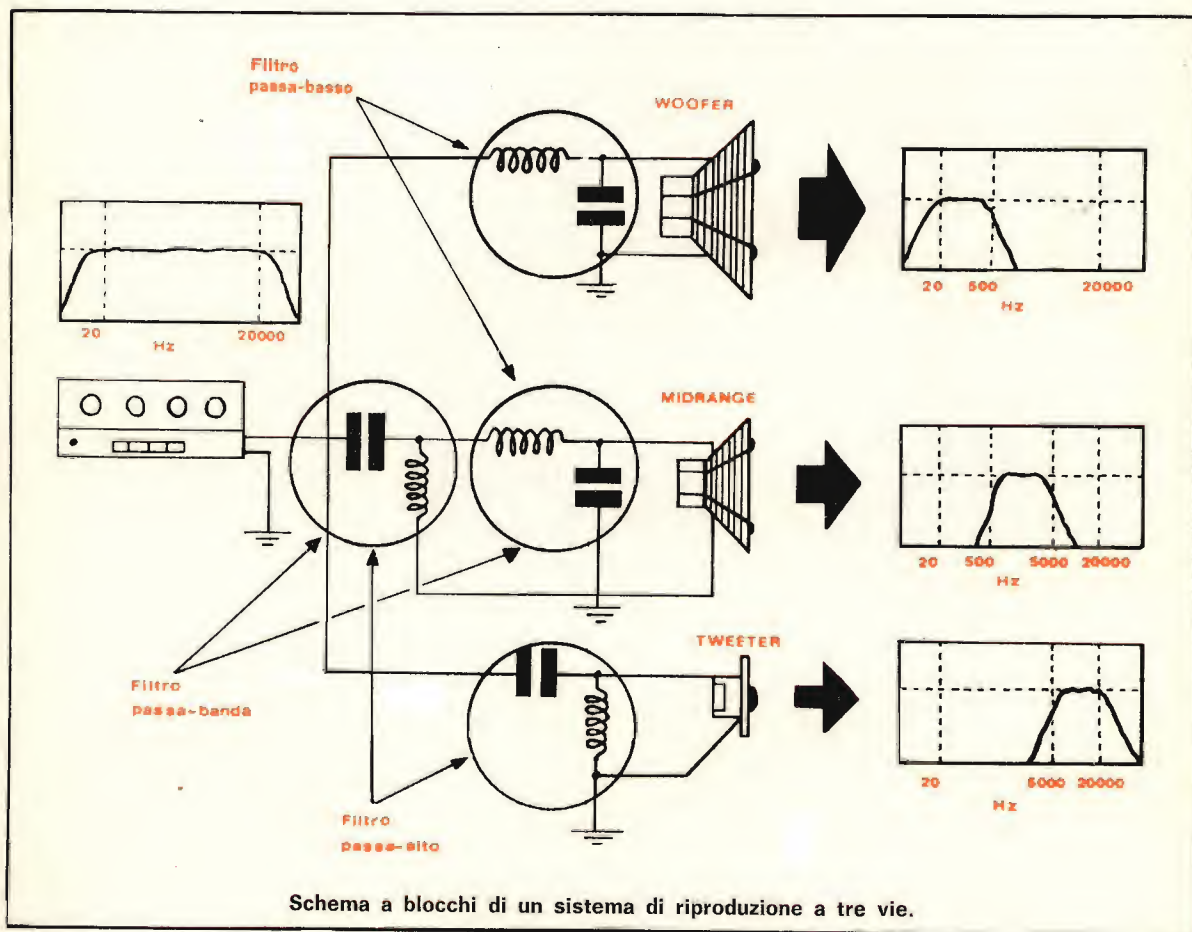 Filtro
passa-basso
WOOFER
20 500 20000
Hz
20 20000
Hz
MIDRANGE
20 500 5000 20000
Hz
TWEETER
20 5000 20000
Hz
Filtro
passa-banda
Filtro
passa-alto
Schema a blocchi di un sistema di riproduzione a tre vie.